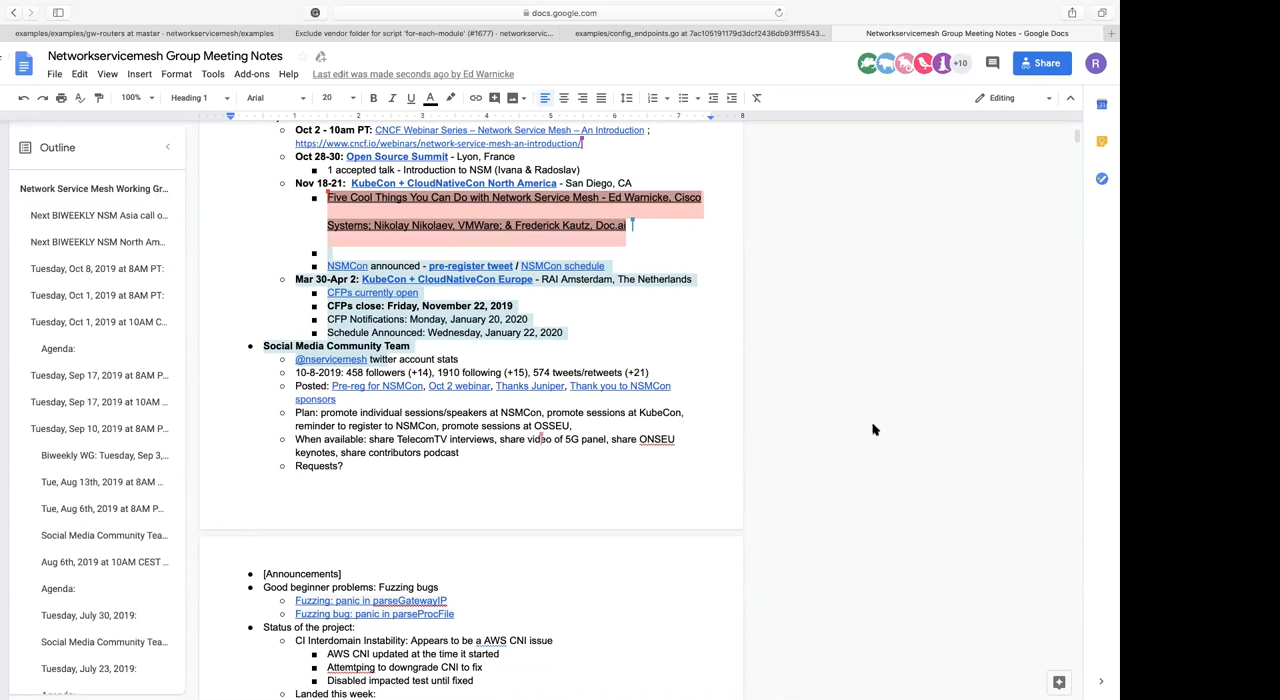 docs.google.com
examples/examples/gw-routers at master · networkservicemesh/examples
Exclude vendor folder for script 'for-each-module' (#1677) · networkservic...
examples/config_endpoints.go at 7ac105191179d3dcf2436db93fff5543...
Networkservicemesh Group Meeting Notes - Google Docs
Networkservicemesh Group Meeting Notes
File Edit View Insert Format Tools Add-ons Help Last edit was made seconds ago by Ed Warnicke
+10
Share
R
100% Heading 1 Arial 20 B I U A Editing
1 2 3 4 5 6 7 8
Outline
Network Service Mesh Working Gr...
Next BIWEEKLY NSM Asia call o...
Next BIWEEKLY NSM North Am...
Tuesday, Oct 8, 2019 at 8AM PT:
Tuesday, Oct 1, 2019 at 8AM PT:
Tuesday, Oct 1, 2019 at 10AM C...
Agenda:
Tuesday, Sep 17, 2019 at 8AM P...
Tuesday, Sep 17, 2019 at 10AM ...
Tuesday, Sep 10, 2019 at 8AM P...
Biweekly WG: Tuesday, Sep 3,...
Tue, Aug 13th, 2019 at 8AM ...
Tue, Aug 6th, 2019 at 8AM P...
Social Media Community Tea...
Aug 6th, 2019 at 10AM CEST ...
Agenda:
Tuesday, July 30, 2019:
Social Media Community Tea...
Tuesday, July 23, 2019:
Oct 2 - 10am PT: CNCF Webinar Series – Network Service Mesh – An Introduction ;
https://www.cncf.io/webinars/network-service-mesh-an-introduction/
Oct 28-30: Open Source Summit - Lyon, France
1 accepted talk - Introduction to NSM (Ivana & Radoslav)
Nov 18-21: KubeCon + CloudNativeCon North America - San Diego, CA
Five Cool Things You Can Do with Network Service Mesh - Ed Warnicke, Cisco
Systems; Nikolay Nikolaev, VMWare; & Frederick Kautz, Doc.ai
NSMCon announced - pre-register tweet / NSMCon schedule
Mar 30-Apr 2: KubeCon + CloudNativeCon Europe - RAI Amsterdam, The Netherlands
CFPs currently open
CFPs close: Friday, November 22, 2019
CFP Notifications: Monday, January 20, 2020
Schedule Announced: Wednesday, January 22, 2020
Social Media Community Team
@nservicemesh twitter account stats
10-8-2019: 458 followers (+14), 1910 following (+15), 574 tweets/retweets (+21)
Posted: Pre-reg for NSMCon, Oct 2 webinar, Thanks Juniper, Thank you to NSMCon
sponsors
Plan: promote individual sessions/speakers at NSMCon, promote sessions at KubeCon,
reminder to register to NSMCon, promote sessions at OSSEU,
When available: share TelecomTV interviews, share video of 5G panel, share ONSEU
keynotes, share contributors podcast
Requests?
[Announcements]
Good beginner problems: Fuzzing bugs
Fuzzing: panic in parseGatewayIP
Fuzzing bug: panic in parseProcFile
Status of the project:
CI Interdomain Instability: Appears to be a AWS CNI issue
AWS CNI updated at the time it started
Attemtping to downgrade CNI to fix
Disabled impacted test until fixed
Landed this week: